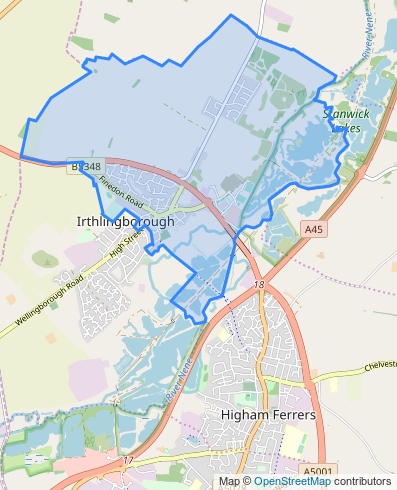 River Nene
Stanwick
Lakes
B5348
Finedon Road
Irthlingborough
High Street
A45
Wellingborough Road
18
River Nene
Chelvest
Higham Ferrers
17
A5001
Map © OpenStreetMap contributors